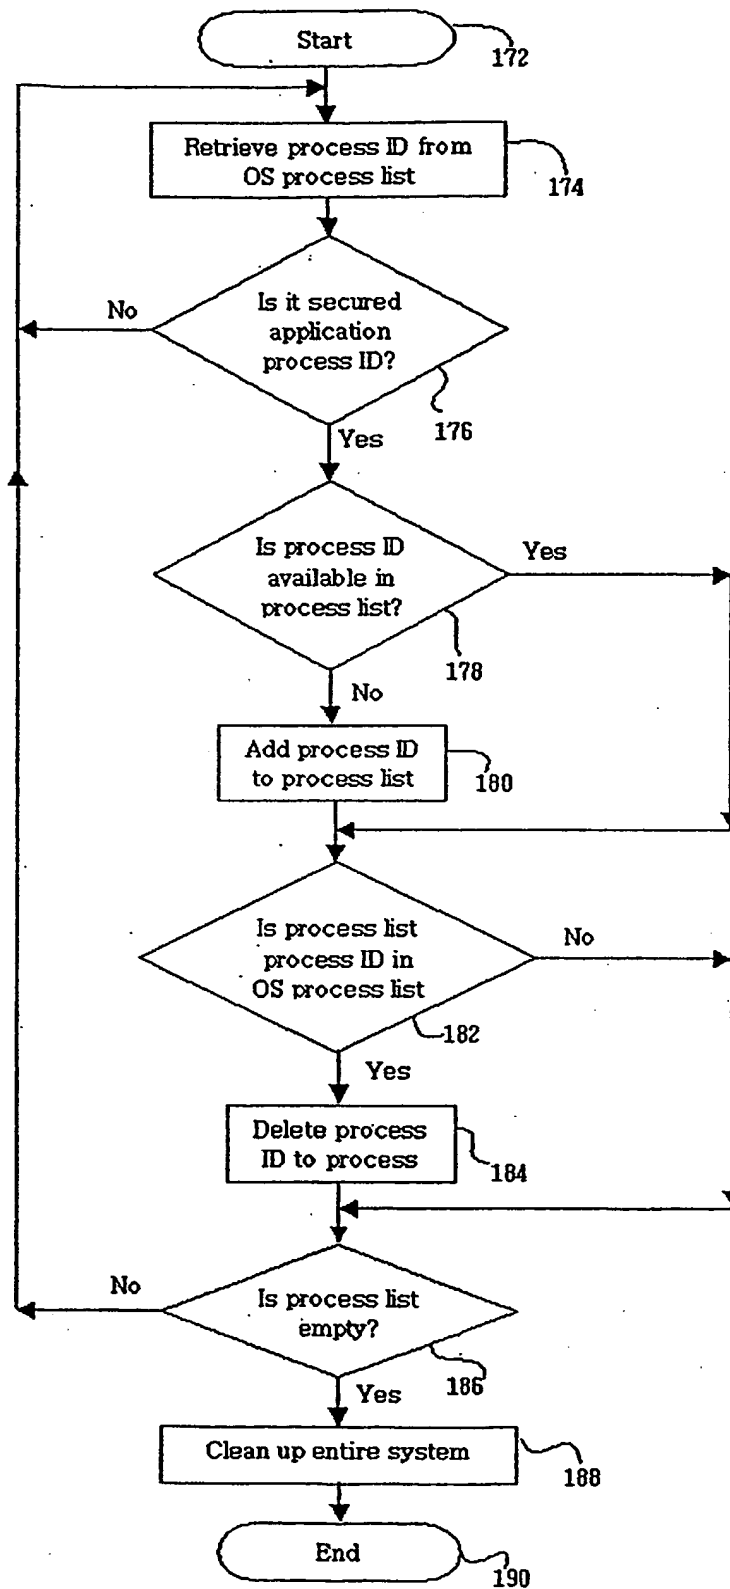 Start
172
Retrieve process ID from
OS process list
174
Is it secured
application
process ID?
No
176
Yes
Is process ID
available in
process list?
Yes
178
No
Add process ID
to process list
180
Is process list
process ID in
OS process list
No
182
Yes
Delete process
ID to process
184
No
Is process list
empty?
186
Yes
Clean up entire system
188
End
190